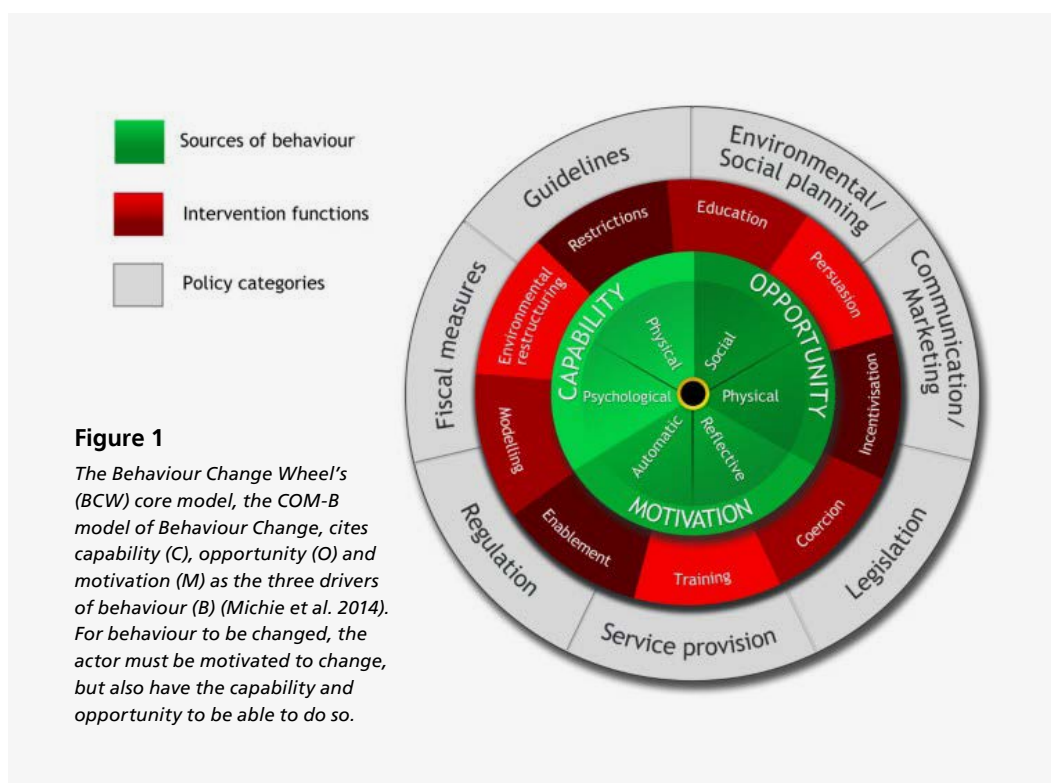 Sources of behaviour
Intervention functions
Policy categories
Figure 1
The Behaviour Change Wheel's
(BCW) core model, the COM-B
model of Behaviour Change, cites
capability (C), opportunity (O) and
motivation (M) as the three drivers
of behaviour (B) (Michie et al. 2014).
For behaviour to be changed, the
actor must be motivated to change,
but also have the capability and
opportunity to be able to do so.
Guidelines
Environmental/
Social planning
Communication/
Marketing
Legislation
Service provision
Regulation
Fiscal measures
Restrictions
Education
Persuasion
Incentivisation
Coercion
Training
Enablement
Modelling
Environmental
restructuring
CAPABILITY
OPPORTUNITY
MOTIVATION
Physical
Social
Physical
Reflective
Automatic
Psychological